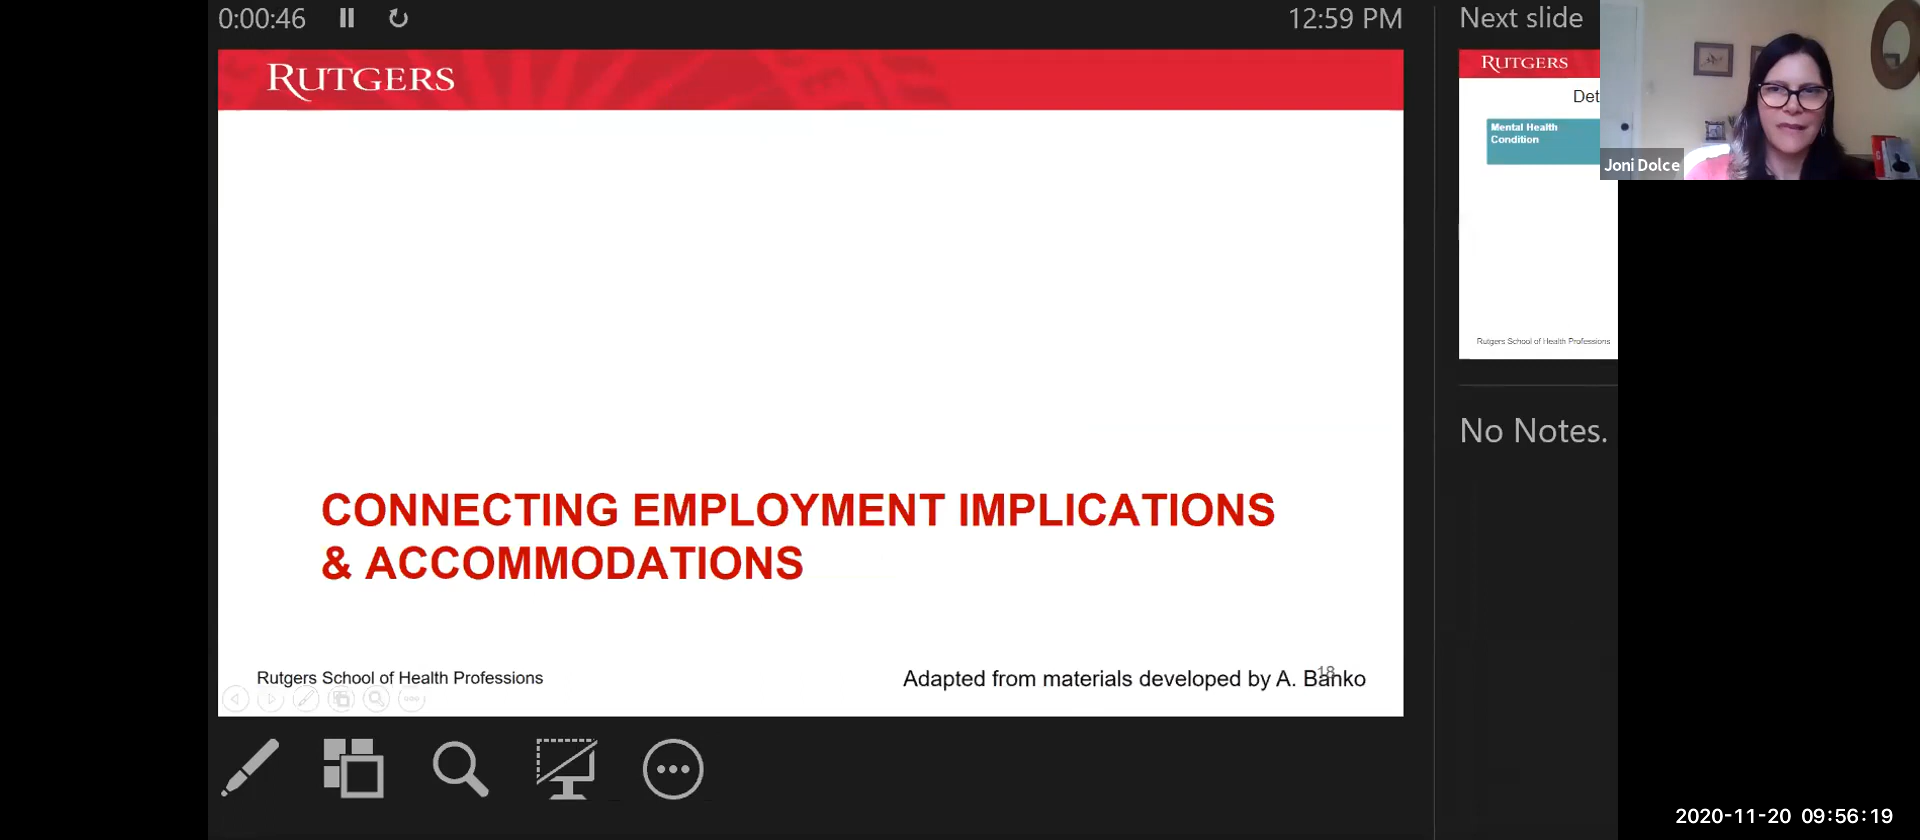 0:00:46
12:59 PM
Next slide
RUTGERS
CONNECTING EMPLOYMENT IMPLICATIONS
& ACCOMMODATIONS
Rutgers School of Health Professions
Adapted from materials developed by A. Banko
18
RUTGERS
Det
Mental Health
Condition
Rutgers School of Health Professions
Joni Dolce
No Notes.
2020-11-20 09:56:19